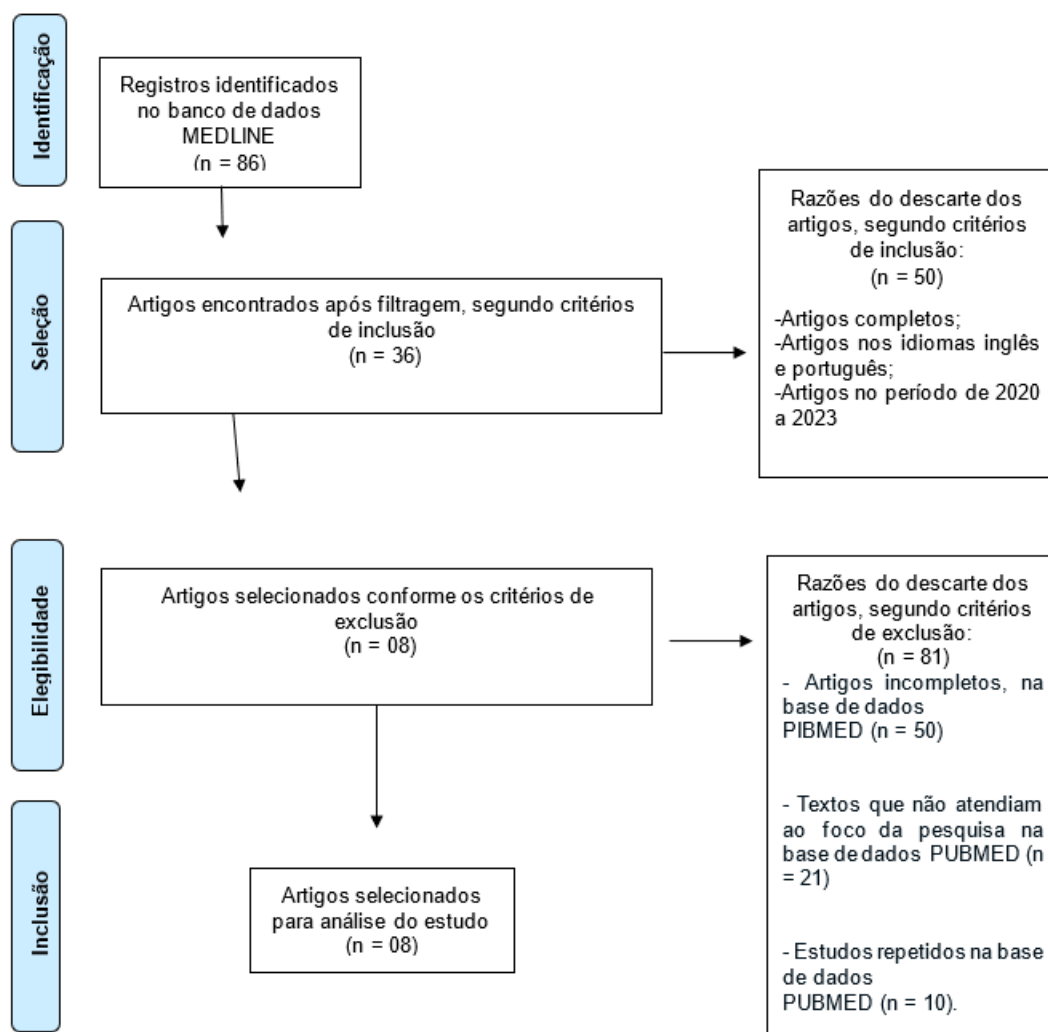 Identificação
Registros identificados
no banco de dados
MEDLINE
(n = 86)
Seleção
Artigos encontrados após filtragem, segundo critérios
de inclusão
(n = 36)
Razões do descarte dos
artigos, segundo critérios
de inclusão:
(n = 50)
-Artigos completos;
-Artigos nos idiomas inglês
e português;
-Artigos no período de 2020
a 2023
Elegibilidade
Artigos selecionados conforme os critérios de
exclusão
(n = 08)
Razões do descarte dos
artigos, segundo critérios
de exclusão:
(n = 81)
- Artigos incompletos, na
base de dados
PIBMED (n = 50)
- Textos que não atendiam
ao foco da pesquisa na
base de dados PUBMED (n
= 21)
- Estudos repetidos na base
de dados
PUBMED (n = 10).
Inclusão
Artigos selecionados
para análise do estudo
(n = 08)